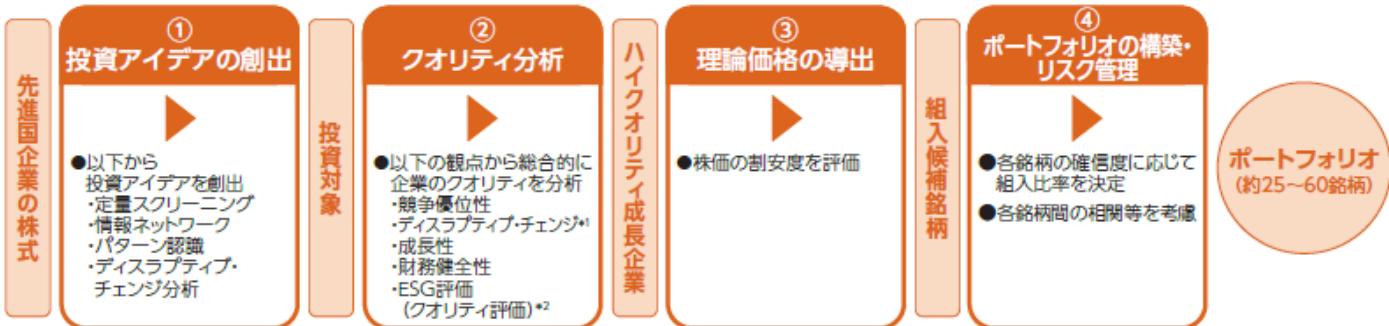 先進国企業の株式
①
投資アイデアの創出
●以下から
投資アイデアを創出
・定量スクリーニング
・情報ネットワーク
・パターン認識
・ディスラプティブ・
チェンジ分析
投資対象
②
クオリティ分析
●以下の観点から総合的に
企業のクオリティを分析
・競争優位性
・ディスラプティブ・チェンジ*1
・成長性
・財務健全性
・ESG評価
(クオリティ評価)*2
ハイクオリティ成長企業
③
理論価格の導出
●株価の割安度を評価
組入候補銘柄
④
ポートフォリオの構築・
リスク管理
●各銘柄の確信度に応じて
組入比率を決定
●各銘柄間の相関等を考慮
ポートフォリオ
(約25~60銘柄)